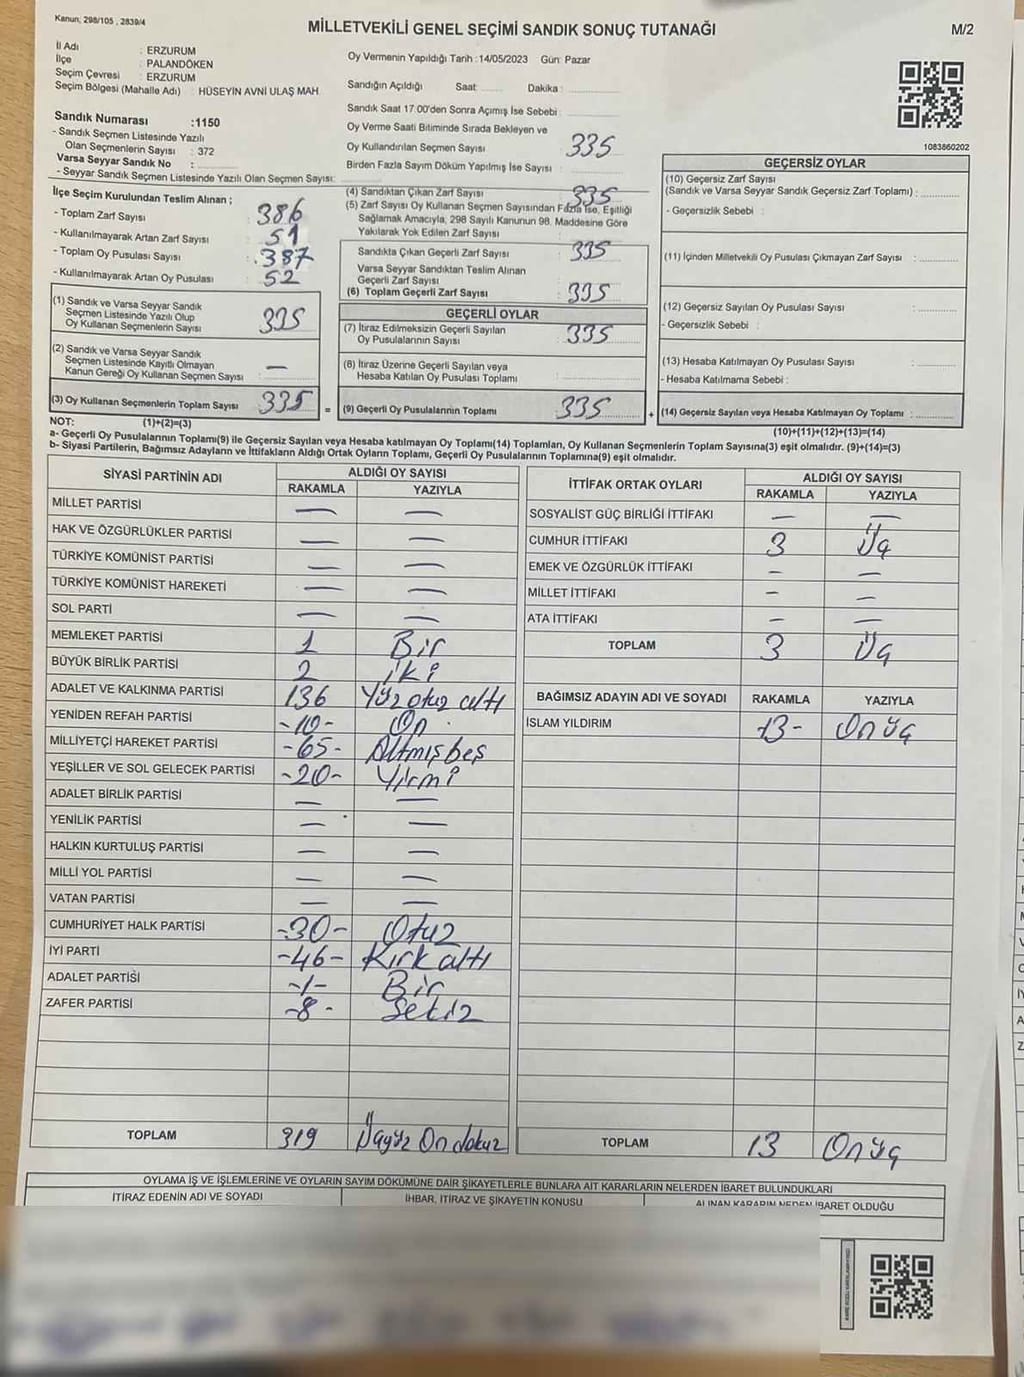 Kanun, 298/105 , 2839/4
MİLLETVEKİLİ GENEL SEÇİMİ SANDIK SONUÇ TUTANAĞI
M/2
İl Adı : ERZURUM
İlçe : PALANDÖKEN
Seçim Çevresi : ERZURUM
Seçim Bölgesi (Mahalle Adı) : HÜSEYİN AVNİ ULAŞ MAH.
Sandık Numarası :1150
- Sandık Seçmen Listesinde Yazılı
Olan Seçmenlerin Sayısı : 372
Varsa Seyyar Sandık No :
- Seyyar Sandık Seçmen Listesinde Yazılı Olan Seçmen Sayısı:
Oy Vermenin Yapıldığı Tarih :14/05/2023 Gün: Pazar
Sandığın Açıldığı Saat: Dakika :
Sandık Saat 17:00'den Sonra Açımış İse Sebebi :
Oy Verme Saati Bitiminde Sırada Bekleyen ve
Oy Kullandırılan Seçmen Sayısı : 335
Birden Fazla Sayım Döküm Yapılmış İse Sayısı :
1083860202
İlçe Seçim Kurulundan Teslim Alınan ;
- Toplam Zarf Sayısı : 386
- Kullanılmayarak Artan Zarf Sayısı : 51
- Toplam Oy Pusulası Sayısı : 387
- Kullanılmayarak Artan Oy Pusulası : 52
(1) Sandık ve Varsa Seyyar Sandık
Seçmen Listesinde Yazılı Olup
Oy Kullanan Seçmenlerin Sayısı : 335
(2) Sandık ve Varsa Seyyar Sandık
Seçmen Listesinde Kayıtlı Olmayan
Kanun Gereği Oy Kullanan Seçmen Sayısı : —
(3) Oy Kullanan Seçmenlerin Toplam Sayısı : 335
(4) Sandıktan Çıkan Zarf Sayısı : 335
(5) Zarf Sayısı Oy Kullanan Seçmen Sayısından Fazla İse, Eşitliği
Sağlamak Amacıyla, 298 Sayılı Kanunun 98. Maddesine Göre
Yakılarak Yok Edilen Zarf Sayısı :
Sandıkta Çıkan Geçerli Zarf Sayısı : 335
Varsa Seyyar Sandıktan Teslim Alınan
Geçerli Zarf Sayısı :
(6) Toplam Geçerli Zarf Sayısı : 335
GEÇERLİ OYLAR
(7) İtiraz Edilmeksizin Geçerli Sayılan
Oy Pusulalarının Sayısı : 335
(8) İtiraz Üzerine Geçerli Sayılan veya
Hesaba Katılan Oy Pusulası Toplamı :
= (9) Geçerli Oy Pusulalarının Toplamı : 335
GEÇERSİZ OYLAR
(10) Geçersiz Zarf Sayısı
(Sandık ve Varsa Seyyar Sandık Geçersiz Zarf Toplamı) :
- Geçersizlik Sebebi :
(11) İçinden Milletvekili Oy Pusulası Çıkmayan Zarf Sayısı :
(12) Geçersiz Sayılan Oy Pusulası Sayısı :
- Geçersizlik Sebebi :
(13) Hesaba Katılmayan Oy Pusulası Sayısı :
- Hesaba Katılmama Sebebi :
+ (14) Geçersiz Sayılan veya Hesaba Katılmayan Oy Toplamı :
NOT: (1)+(2)=(3)
(10)+(11)+(12)+(13)=(14)
a- Geçerli Oy Pusulalarının Toplamı(9) ile Geçersiz Sayılan veya Hesaba katılmayan Oy Toplamı(14) Toplamları, Oy Kullanan Seçmenlerin Toplam Sayısına(3) eşit olmalıdır. (9)+(14)=(3)
b- Siyasi Partilerin, Bağımsız Adayların ve İttifakların Aldığı Ortak Oyların Toplamı, Geçerli Oy Pusulalarının Toplamına(9) eşit olmalıdır.
SİYASİ PARTİNİN ADI ALDIĞI OY SAYISI
RAKAMLA YAZIYLA
MİLLET PARTİSİ — —
HAK VE ÖZGÜRLÜKLER PARTİSİ — —
TÜRKİYE KOMÜNİST PARTİSİ — —
TÜRKİYE KOMÜNİST HAREKETİ — —
SOL PARTİ — —
MEMLEKET PARTİSİ 1 Bir
BÜYÜK BİRLİK PARTİSİ 2 iki
ADALET VE KALKINMA PARTİSİ 136 Yüz otuz altı
YENİDEN REFAH PARTİSİ -10- On
MİLLİYETÇİ HAREKET PARTİSİ -65- Altmış beş
YEŞİLLER VE SOL GELECEK PARTİSİ -20- Yirmi
ADALET BİRLİK PARTİSİ — —
YENİLİK PARTİSİ — —
HALKIN KURTULUŞ PARTİSİ — —
MİLLİ YOL PARTİSİ — —
VATAN PARTİSİ — —
CUMHURİYET HALK PARTİSİ -30- Otuz
İYİ PARTİ -46- Kırk altı
ADALET PARTİSİ -1- Bir
ZAFER PARTİSİ -8- Sekiz
TOPLAM 319 Üçyüz On dokuz
İTTİFAK ORTAK OYLARI ALDIĞI OY SAYISI
RAKAMLA YAZIYLA
SOSYALİST GÜÇ BİRLİĞİ İTTİFAKI — —
CUMHUR İTTİFAKI 3 Üç
EMEK VE ÖZGÜRLÜK İTTİFAKI — —
MİLLET İTTİFAKI — —
ATA İTTİFAKI — —
TOPLAM 3 Üç
BAĞIMSIZ ADAYIN ADI VE SOYADI RAKAMLA YAZIYLA
İSLAM YILDIRIM 13- On üç
TOPLAM 13 On üç
OYLAMA İŞ VE İŞLEMLERİNE VE OYLARIN SAYIM DÖKÜMÜNE DAİR ŞİKAYETLERLE BUNLARA AİT KARARLARIN NELERDEN İBARET BULUNDUKLARI
İTİRAZ EDENİN ADI VE SOYADI İHBAR, İTİRAZ VE ŞİKAYETİN KONUSU ALINAN KARARIN NEDEN İBARET OLDUĞU